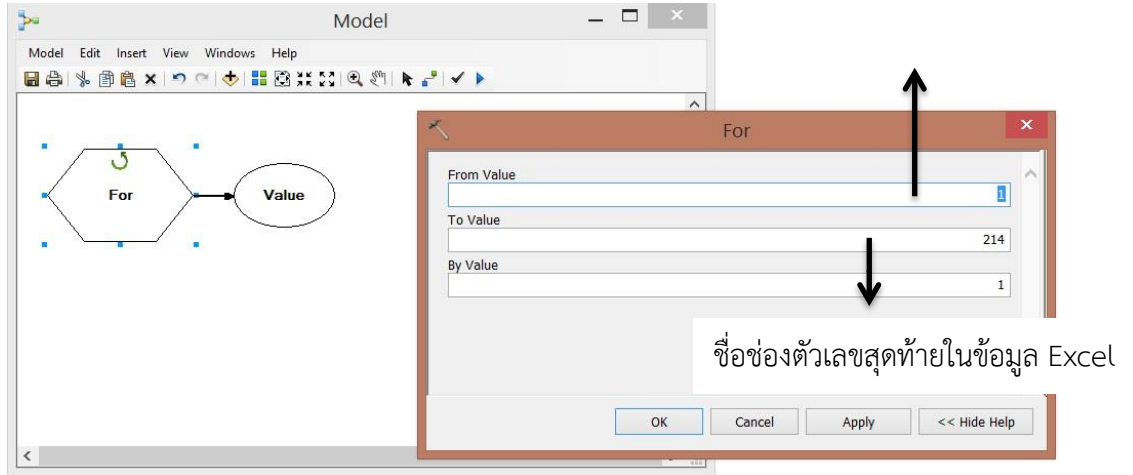 Model
Model Edit Insert View Windows Help
For
Value
For
From Value
1
To Value
214
By Value
1
ชื่อช่องตัวเลขสุดท้ายในข้อมูล Excel
OK Cancel Apply << Hide Help